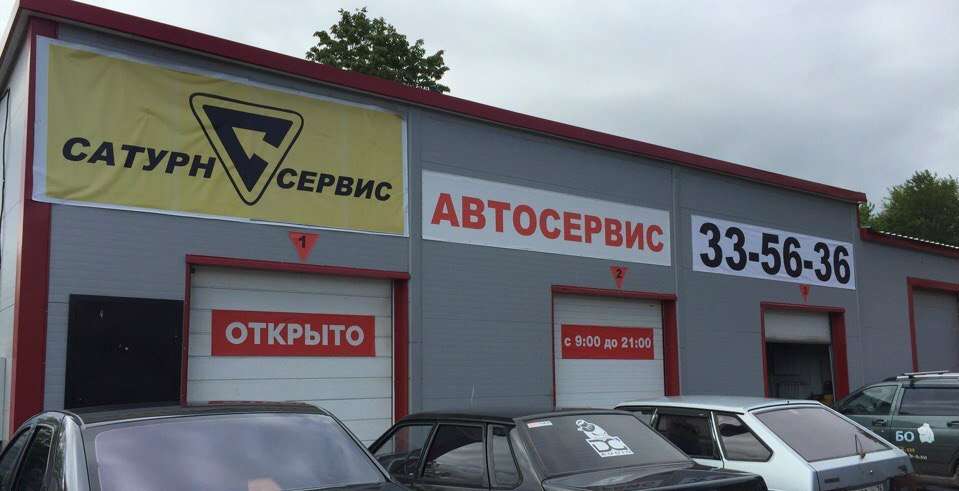 САТУРН
СЕРВИС
АВТОСЕРВИС
33-56-36
1
2
3
ОТКРЫТО
с 9:00 до 21:00
БО